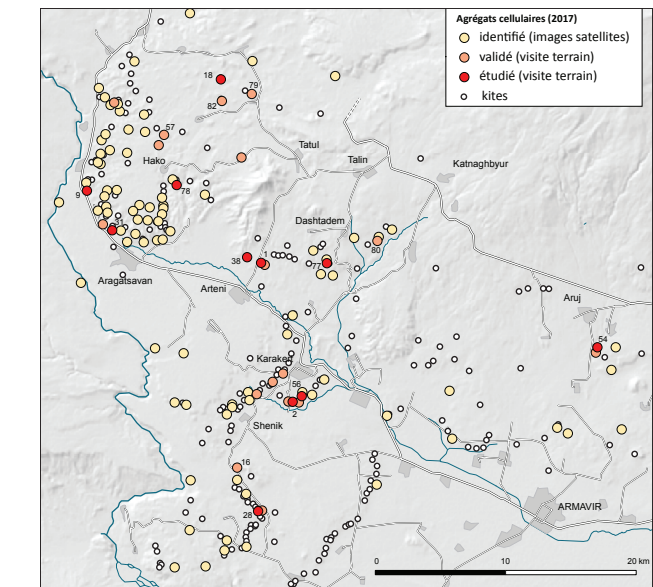 Agrégats cellulaires (2017)
identifié (images satellites)
validé (visite terrain)
étudié (visite terrain)
kites
18
79
82
57
Tatul
Hako
Talin
Katnaghbyur
78
9
Dashtadem
31
80
38
1
77
Aragatsavan
Arteni
Aruj
54
Karakert
56
2
Shenik
16
28
ARMAVIR
0
10
20 km